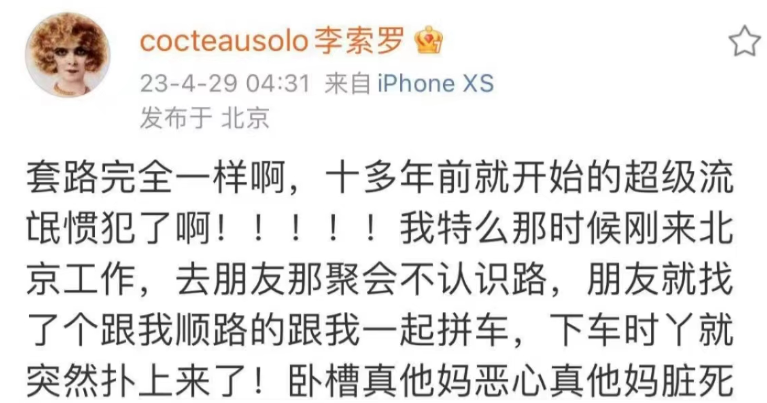 cocteausolo李索罗
23-4-29 04:31 来自 iPhone XS
发布于 北京
套路完全一样啊，十多年前就开始的超级流
氓惯犯了啊！！！！！我特么那时候刚来北
京工作，去朋友那聚会不认识路，朋友就找
了个跟我顺路的跟我一起拼车，下车时丫就
突然扑上来了！卧槽真他妈恶心真他妈脏死